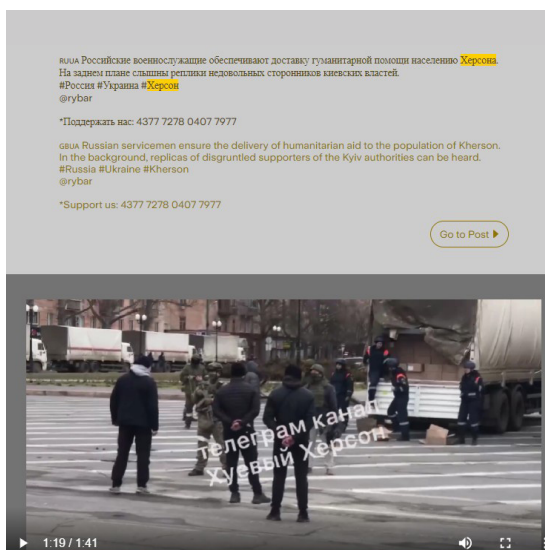 RUUA Российские военнослужащие обеспечивают доставку гуманитарной помощи населению Херсона.
На заднем плане слышны реплики недовольных сторонников киевских властей.
#Россия #Украина #Херсон
@rybar
*Поддержать нас: 4377 7278 0407 7977
GBUA Russian servicemen ensure the delivery of humanitarian aid to the population of Kherson.
In the background, replicas of disgruntled supporters of the Kyiv authorities can be heard.
#Russia #Ukraine #Kherson
@rybar
*Support us: 4377 7278 0407 7977
Go to Post
телеграм канал
Хуевый Херсон
1:19 / 1:41